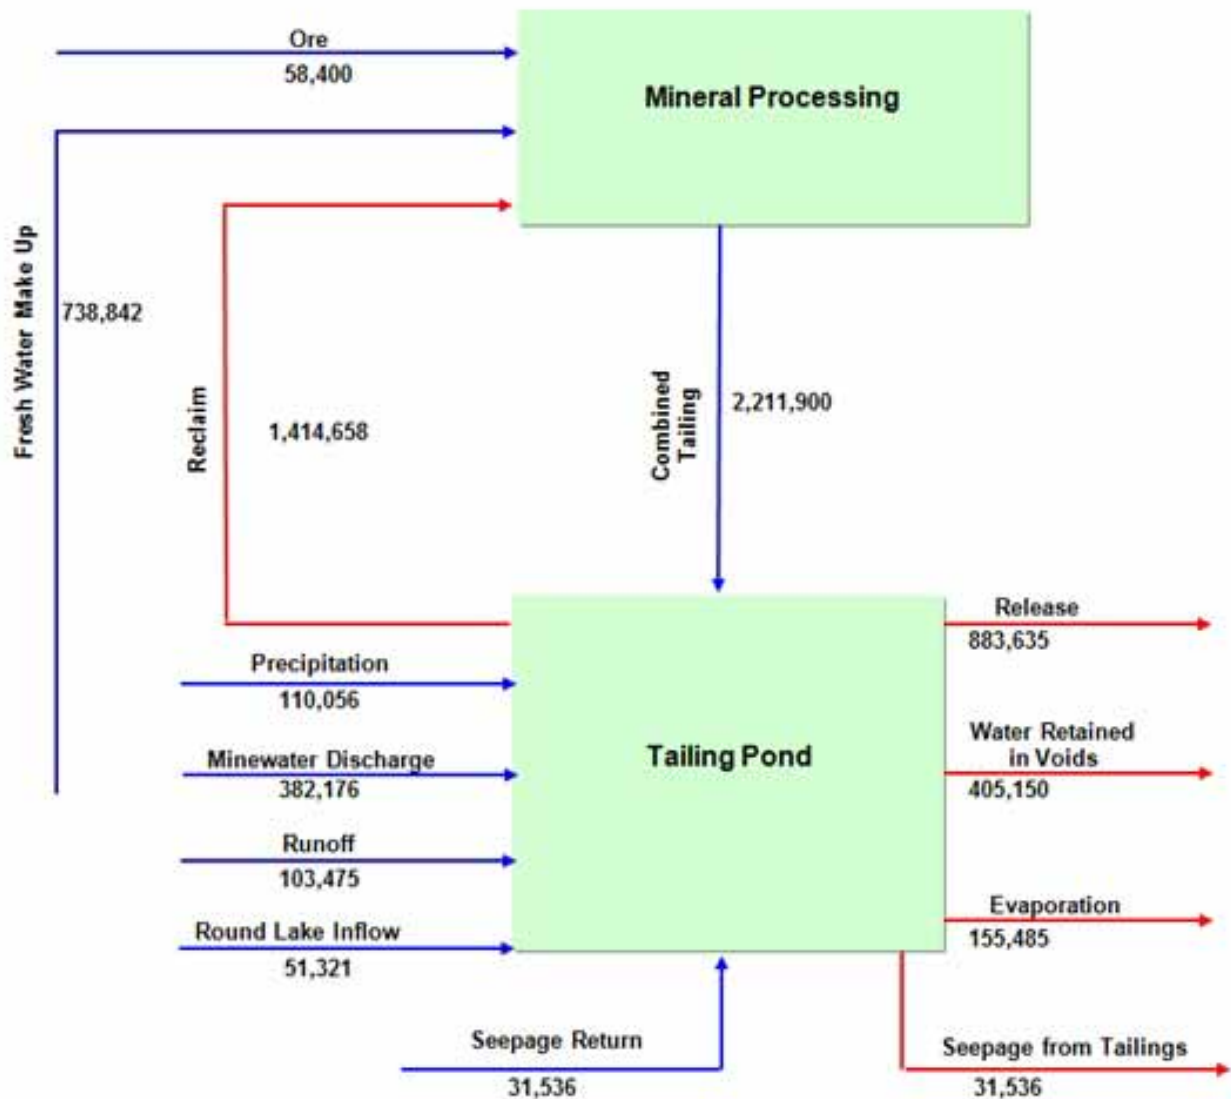 Ore
58,400
Mineral Processing
Fresh Water Make Up
738,842
Reclaim
1,414,658
Combined
Tailing
2,211,900
Release
883,635
Precipitation
110,056
Water Retained
in Voids
405,150
Minewater Discharge
382,176
Tailing Pond
Runoff
103,475
Evaporation
155,485
Round Lake Inflow
51,321
Seepage Return
31,536
Seepage from Tailings
31,536